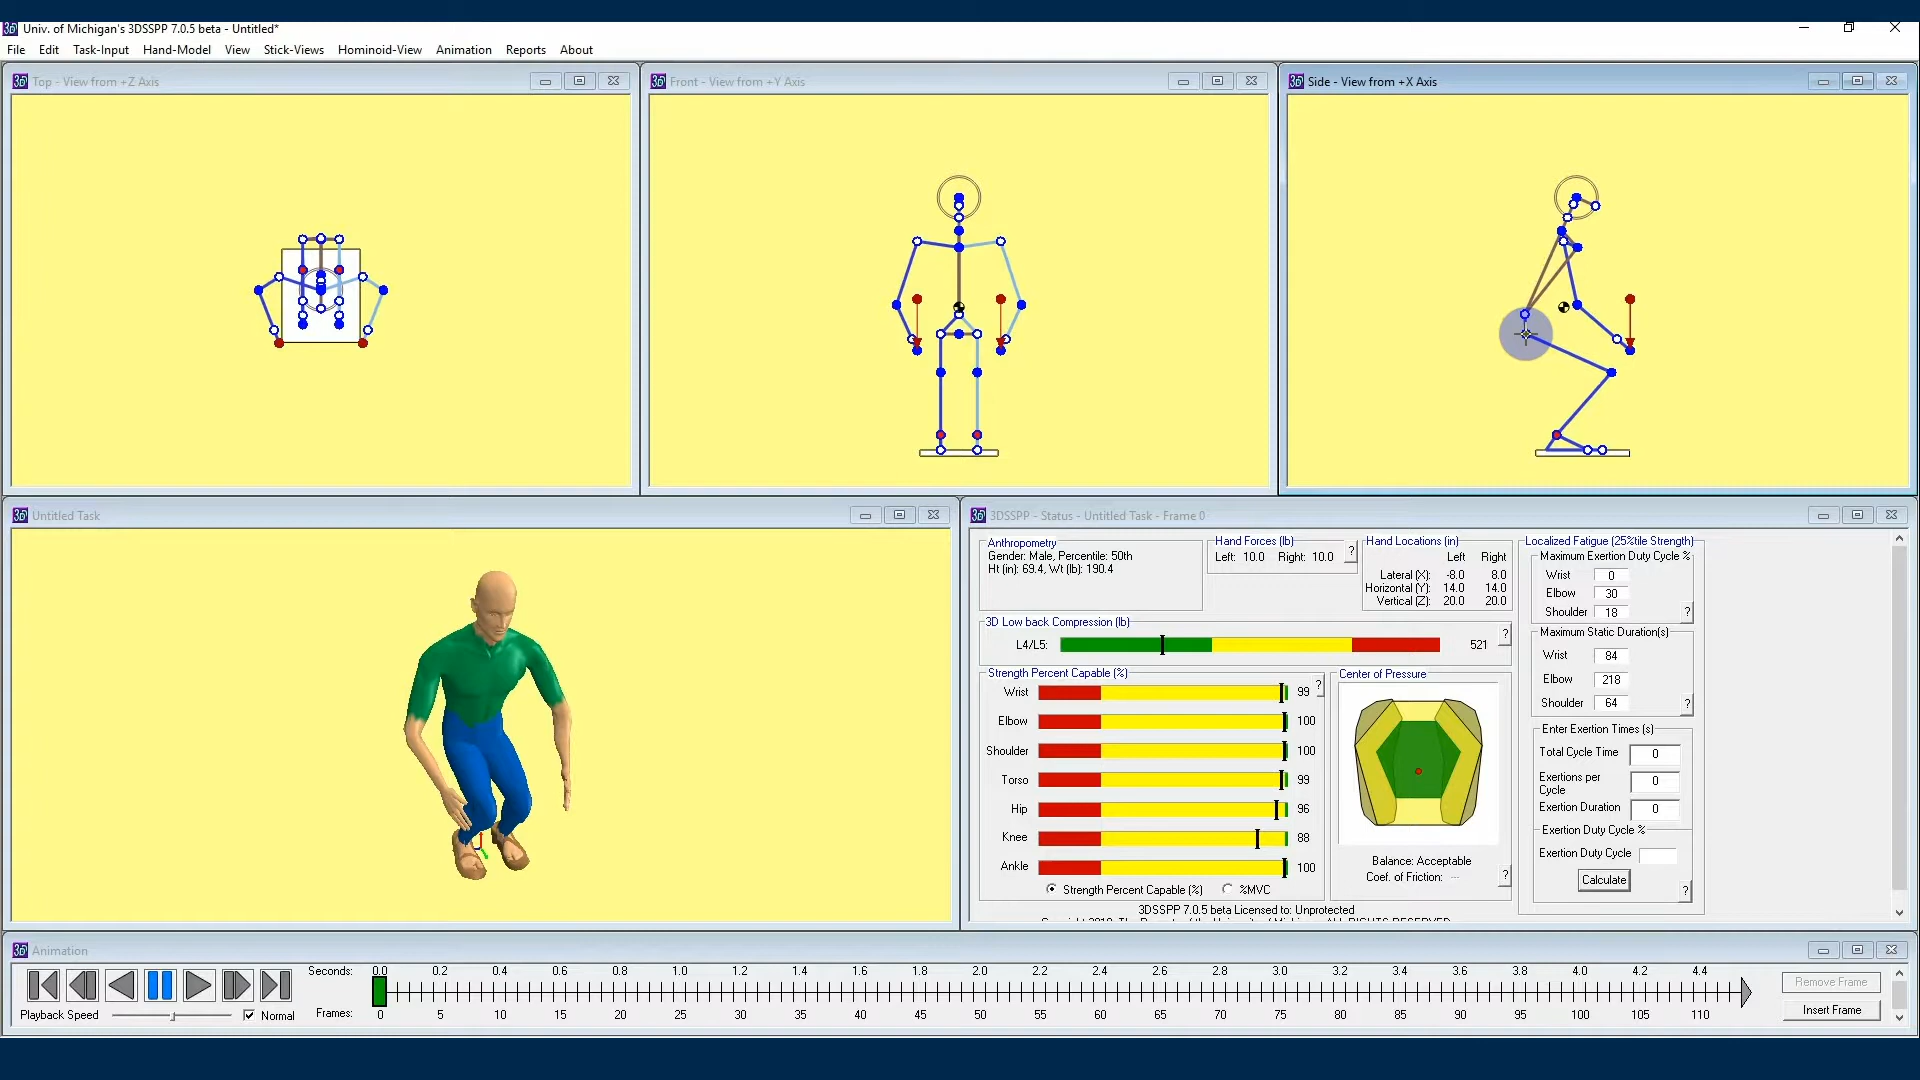 Univ. of Michigan's 3DSSPP 7.0.5 beta - Untitled*
File Edit Task-Input Hand-Model View Stick-Views Hominoid-View Animation Reports About
Top - View from +Z Axis
Front - View from +Y Axis
Side - View from +X Axis
Untitled Task
3DSSPP - Status - Untitled Task - Frame 0
Anthropometry
Gender: Male, Percentile: 50th
Ht (in): 69.4, Wt (lb): 190.4
Hand Forces (lb)
Left: 10.0 Right: 10.0 ?
Hand Locations (in)
Left Right
Lateral (X): -8.0 8.0
Horizontal (Y): 14.0 14.0
Vertical (Z): 20.0 20.0
3D Low back Compression (lb)
L4/L5: 521 ?
Strength Percent Capable (%)
Wrist 99 ?
Elbow 100
Shoulder 100
Torso 99
Hip 96
Knee 88
Ankle 100
Strength Percent Capable (%) %MVC
Center of Pressure
Balance: Acceptable
Coef. of Friction: --- ?
3DSSPP 7.0.5 beta Licensed to: Unprotected
Localized Fatigue (25%tile Strength)
Maximum Exertion Duty Cycle %
Wrist 0
Elbow 30
Shoulder 18 ?
Maximum Static Duration(s)
Wrist 84
Elbow 218
Shoulder 64 ?
Enter Exertion Times (s)
Total Cycle Time 0
Exertions per Cycle 0
Exertion Duration 0
Exertion Duty Cycle %
Exertion Duty Cycle
Calculate ?
Animation
Seconds: 0.0 0.2 0.4 0.6 0.8 1.0 1.2 1.4 1.6 1.8 2.0 2.2 2.4 2.6 2.8 3.0 3.2 3.4 3.6 3.8 4.0 4.2 4.4
Remove Frame
Playback Speed Normal
Frames: 0 5 10 15 20 25 30 35 40 45 50 55 60 65 70 75 80 85 90 95 100 105 110
Insert Frame